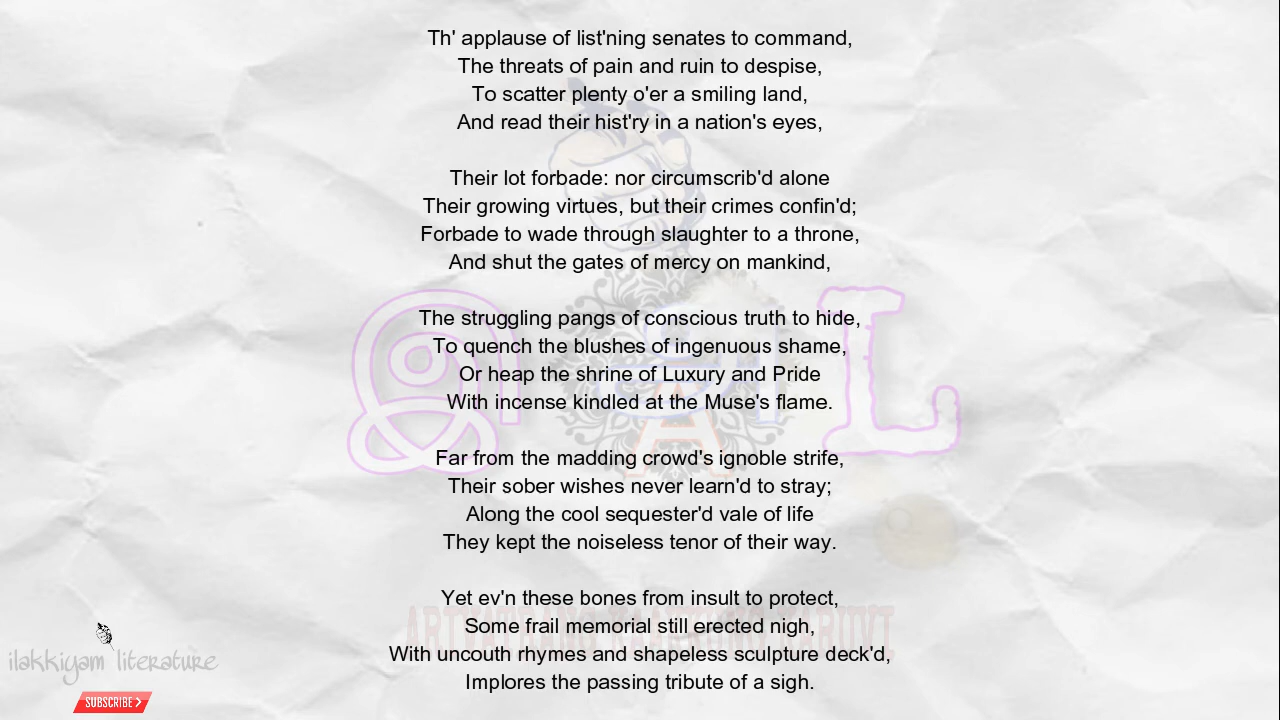 Th' applause of list'ning senates to command,
The threats of pain and ruin to despise,
To scatter plenty o'er a smiling land,
And read their hist'ry in a nation's eyes,
Their lot forbade: nor circumscrib'd alone
Their growing virtues, but their crimes confin'd;
Forbade to wade through slaughter to a throne,
And shut the gates of mercy on mankind,
The struggling pangs of conscious truth to hide,
To quench the blushes of ingenuous shame,
Or heap the shrine of Luxury and Pride
With incense kindled at the Muse's flame.
Far from the madding crowd's ignoble strife,
Their sober wishes never learn'd to stray;
Along the cool sequester'd vale of life
They kept the noiseless tenor of their way.
Yet ev'n these bones from insult to protect,
Some frail memorial still erected nigh,
With uncouth rhymes and shapeless sculpture deck'd,
Implores the passing tribute of a sigh.
ilakkiyam literature
SUBSCRIBE